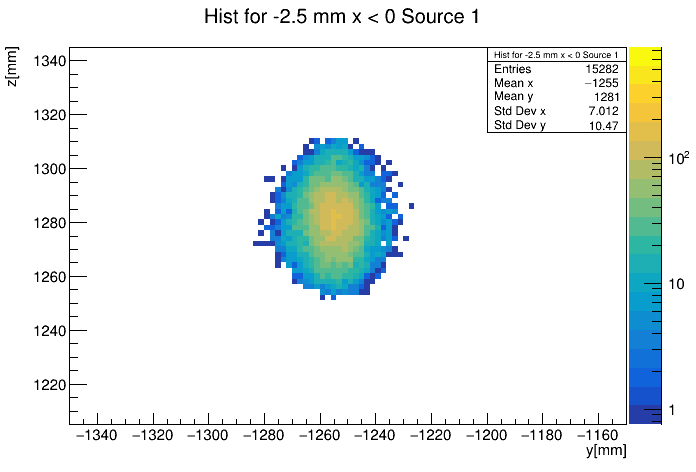 Hist for -2.5 mm x < 0 Source 1
z[mm]
1340
1320
1300
1280
1260
1240
1220
Hist for -2.5 mm x < 0 Source 1
Entries 15282
Mean x −1255
Mean y 1281
Std Dev x 7.012
Std Dev y 10.47
10²
10
1
−1340 −1320 −1300 −1280 −1260 −1240 −1220 −1200 −1180 −1160
y[mm]